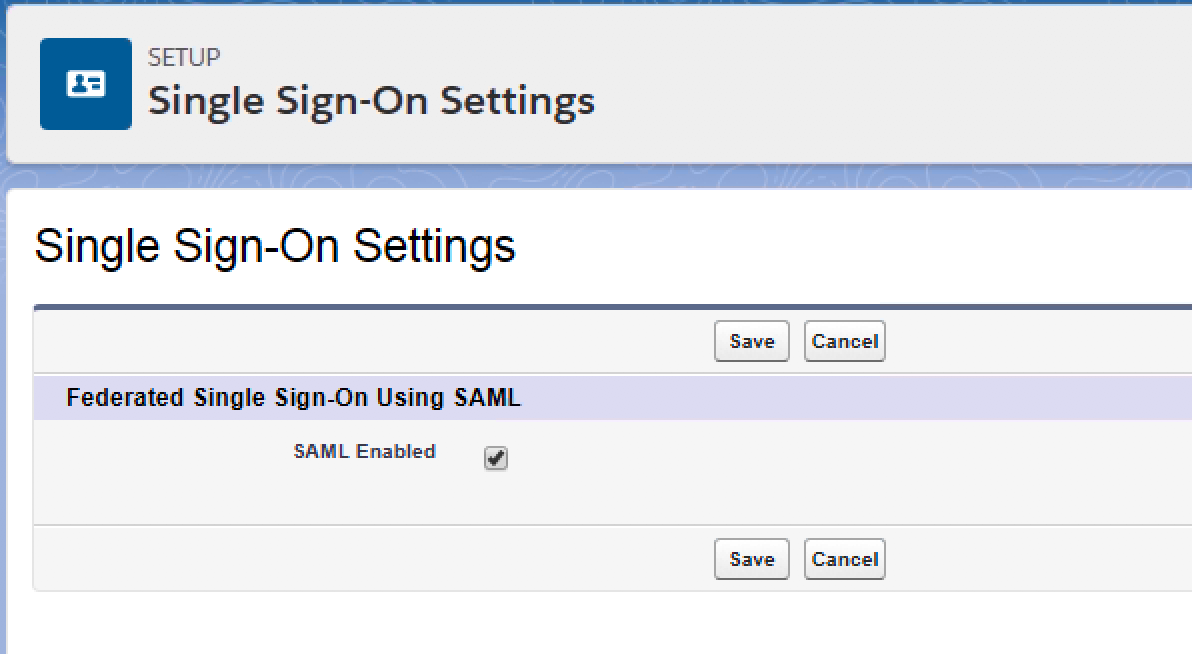 SETUP
Single Sign-On Settings
Single Sign-On Settings
Save Cancel
Federated Single Sign-On Using SAML
SAML Enabled
Save Cancel